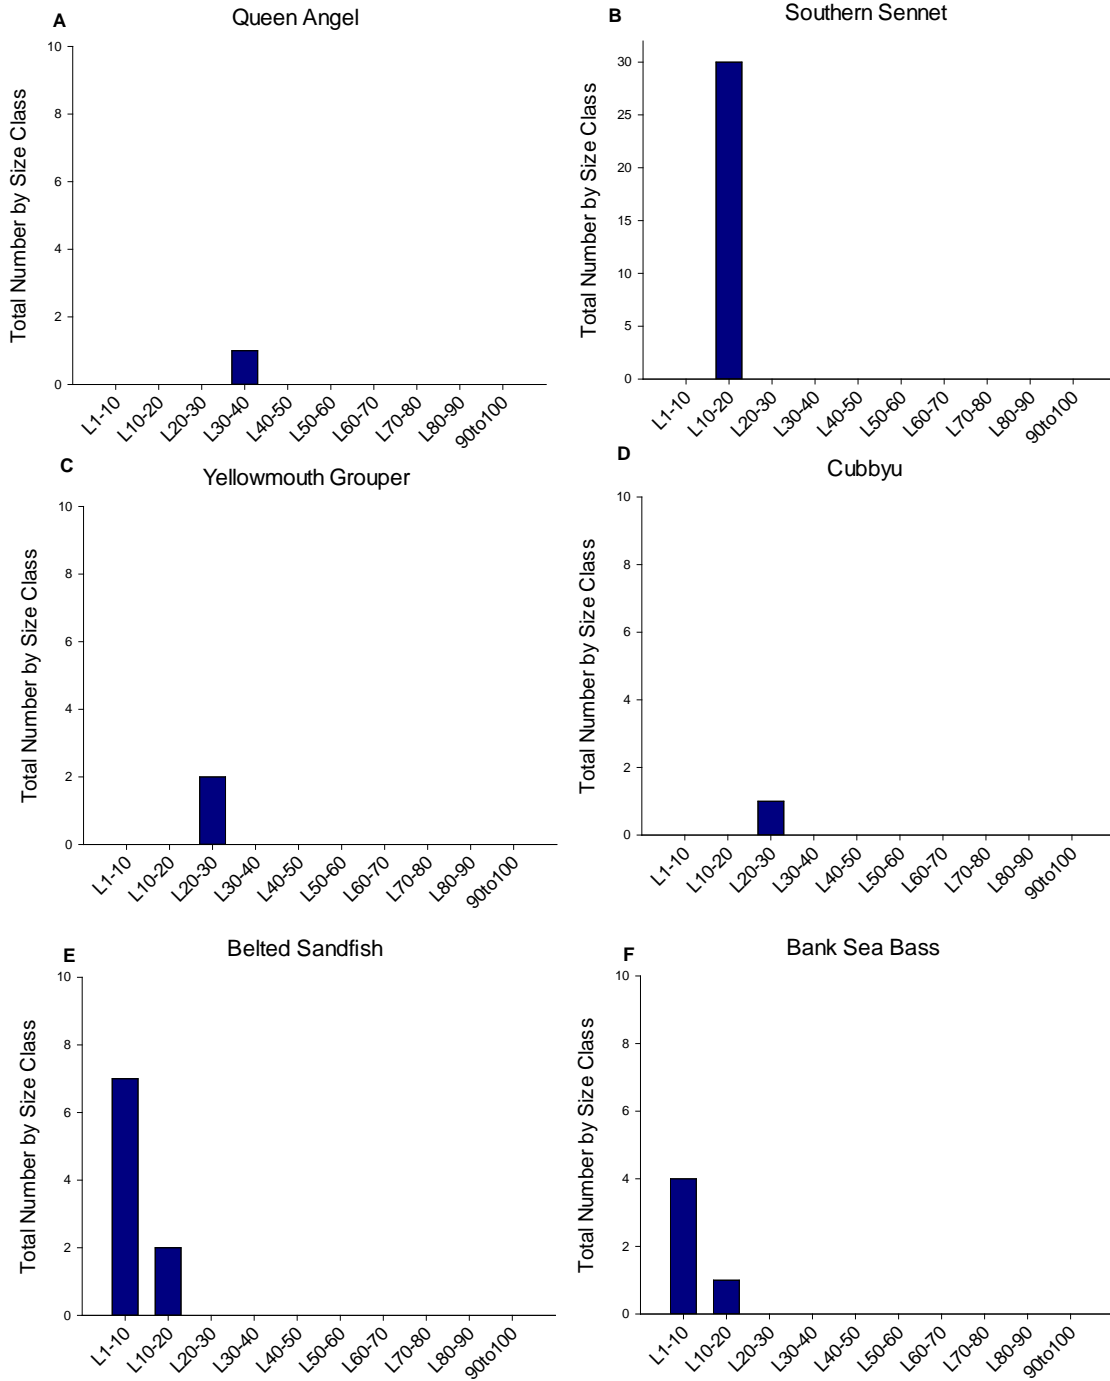 A
Queen Angel
Total Number by Size Class
10
8
6
4
2
0
L1-10
L10-20
L20-30
L30-40
L40-50
L50-60
L60-70
L70-80
L80-90
90to100
B
Southern Sennet
Total Number by Size Class
30
25
20
15
10
5
0
L1-10
L10-20
L20-30
L30-40
L40-50
L50-60
L60-70
L70-80
L80-90
90to100
C
Yellowmouth Grouper
Total Number by Size Class
10
8
6
4
2
0
L1-10
L10-20
L20-30
L30-40
L40-50
L50-60
L60-70
L70-80
L80-90
90to100
D
Cubbyu
Total Number by Size Class
10
8
6
4
2
0
L1-10
L10-20
L20-30
L30-40
L40-50
L50-60
L60-70
L70-80
L80-90
90to100
E
Belted Sandfish
Total Number by Size Class
10
8
6
4
2
0
L1-10
L10-20
L20-30
L30-40
L40-50
L50-60
L60-70
L70-80
L80-90
90to100
F
Bank Sea Bass
Total Number by Size Class
10
8
6
4
2
0
L1-10
L10-20
L20-30
L30-40
L40-50
L50-60
L60-70
L70-80
L80-90
90to100